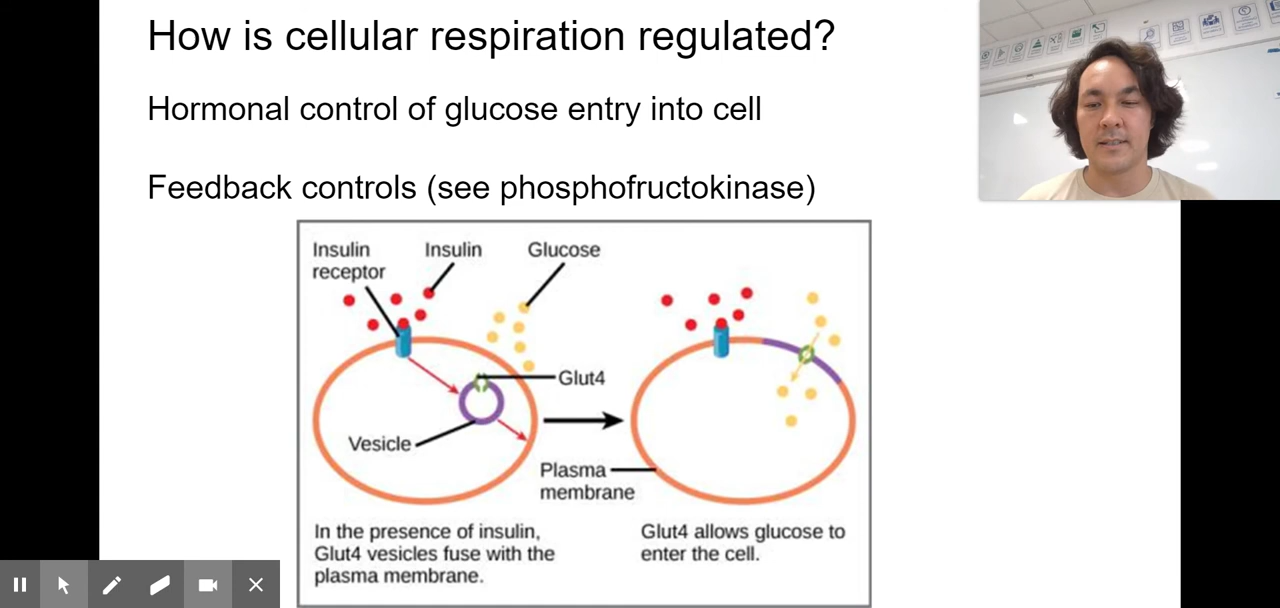 How is cellular respiration regulated?
Hormonal control of glucose entry into cell
Feedback controls (see phosphofructokinase)
Insulin
receptor
Insulin
Glucose
Glut4
Vesicle
Plasma
membrane
In the presence of insulin,
Glut4 vesicles fuse with the
plasma membrane.
Glut4 allows glucose to
enter the cell.